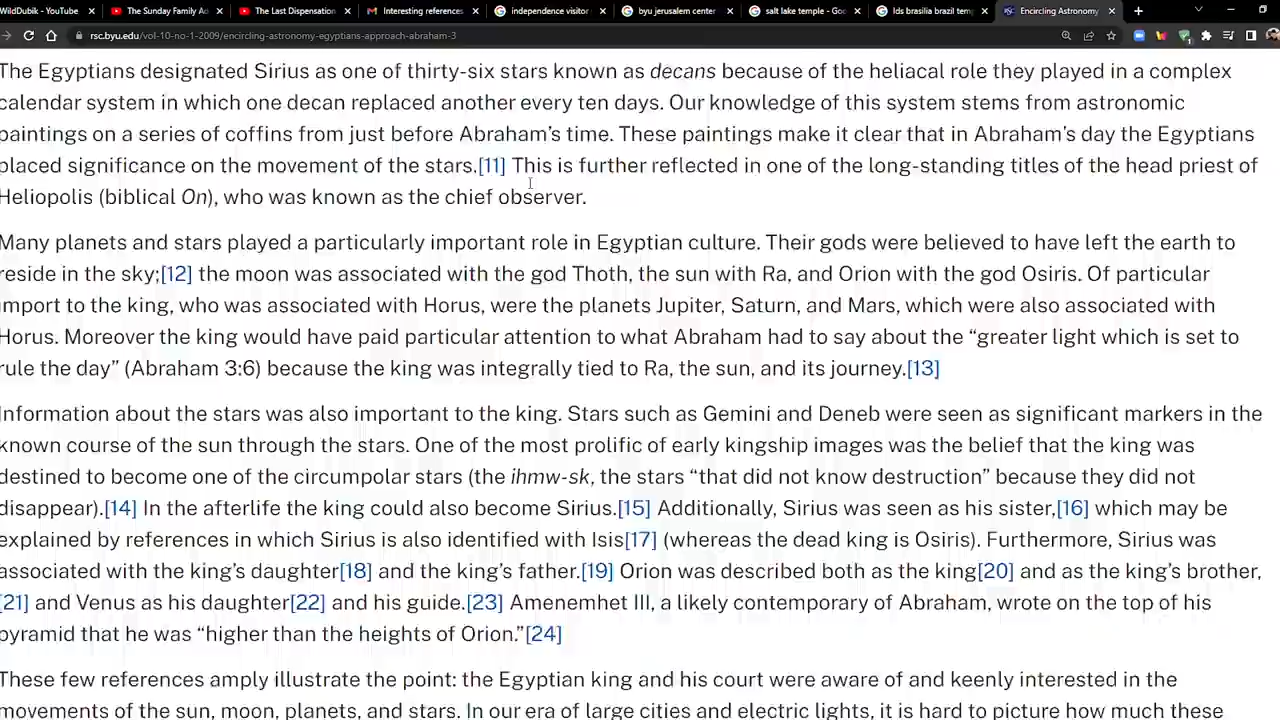 WildDubik - YouTube
The Sunday Family Ad
The Last Dispensation
Interesting references
independence visitor
byu jerusalem center
salt lake temple - Goo
lds brasilia brazil temp
Encircling Astronomy
rsc.byu.edu/vol-10-no-1-2009/encircling-astronomy-egyptians-approach-abraham-3
The Egyptians designated Sirius as one of thirty-six stars known as decans because of the heliacal role they played in a complex
calendar system in which one decan replaced another every ten days. Our knowledge of this system stems from astronomic
paintings on a series of coffins from just before Abraham's time. These paintings make it clear that in Abraham's day the Egyptians
placed significance on the movement of the stars.[11] This is further reflected in one of the long-standing titles of the head priest of
Heliopolis (biblical On), who was known as the chief observer.
Many planets and stars played a particularly important role in Egyptian culture. Their gods were believed to have left the earth to
reside in the sky;[12] the moon was associated with the god Thoth, the sun with Ra, and Orion with the god Osiris. Of particular
import to the king, who was associated with Horus, were the planets Jupiter, Saturn, and Mars, which were also associated with
Horus. Moreover the king would have paid particular attention to what Abraham had to say about the “greater light which is set to
rule the day” (Abraham 3:6) because the king was integrally tied to Ra, the sun, and its journey.[13]
Information about the stars was also important to the king. Stars such as Gemini and Deneb were seen as significant markers in the
known course of the sun through the stars. One of the most prolific of early kingship images was the belief that the king was
destined to become one of the circumpolar stars (the ihmw-sk, the stars “that did not know destruction” because they did not
disappear).[14] In the afterlife the king could also become Sirius.[15] Additionally, Sirius was seen as his sister,[16] which may be
explained by references in which Sirius is also identified with Isis[17] (whereas the dead king is Osiris). Furthermore, Sirius was
associated with the king's daughter[18] and the king's father.[19] Orion was described both as the king[20] and as the king's brother,
[21] and Venus as his daughter[22] and his guide.[23] Amenemhet III, a likely contemporary of Abraham, wrote on the top of his
pyramid that he was “higher than the heights of Orion.”[24]
These few references amply illustrate the point: the Egyptian king and his court were aware of and keenly interested in the
movements of the sun, moon, planets, and stars. In our era of large cities and electric lights, it is hard to picture how much these